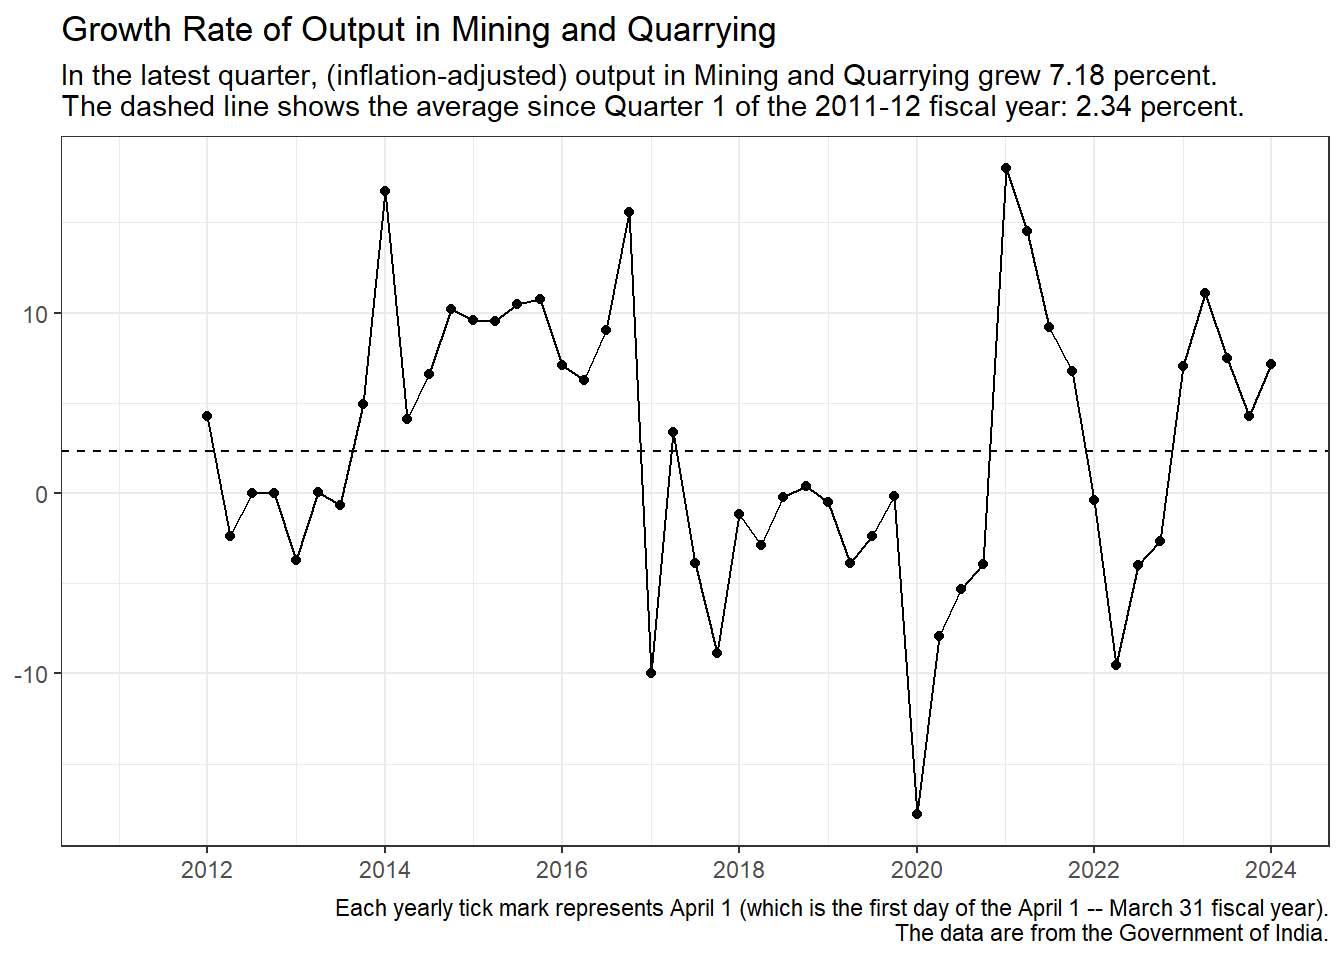 Growth Rate of Output in Mining and Quarrying
In the latest quarter, (inflation-adjusted) output in Mining and Quarrying grew 7.18 percent.
The dashed line shows the average since Quarter 1 of the 2011-12 fiscal year: 2.34 percent.
10
0
-10
2012 2014 2016 2018 2020 2022 2024
Each yearly tick mark represents April 1 (which is the first day of the April 1 -- March 31 fiscal year).
The data are from the Government of India.